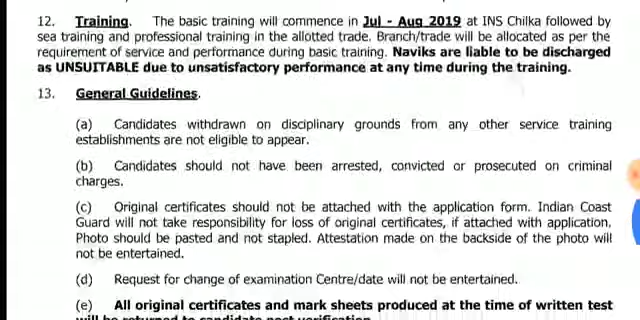 12. Training. The basic training will commence in Jul - Aug 2019 at INS Chilka followed by
sea training and professional training in the allotted trade. Branch/trade will be allocated as per the
requirement of service and performance during basic training. Naviks are liable to be discharged
as UNSUITABLE due to unsatisfactory performance at any time during the training.
13. General Guidelines.
(a) Candidates withdrawn on disciplinary grounds from any other service training
establishments are not eligible to appear.
(b) Candidates should not have been arrested, convicted or prosecuted on criminal
charges.
(c) Original certificates should not be attached with the application form. Indian Coast
Guard will not take responsibility for loss of original certificates, if attached with application.
Photo should be pasted and not stapled. Attestation made on the backside of the photo will
not be entertained.
(d) Request for change of examination Centre/date will not be entertained.
(e) All original certificates and mark sheets produced at the time of written test
will be returned to candidate post verification.